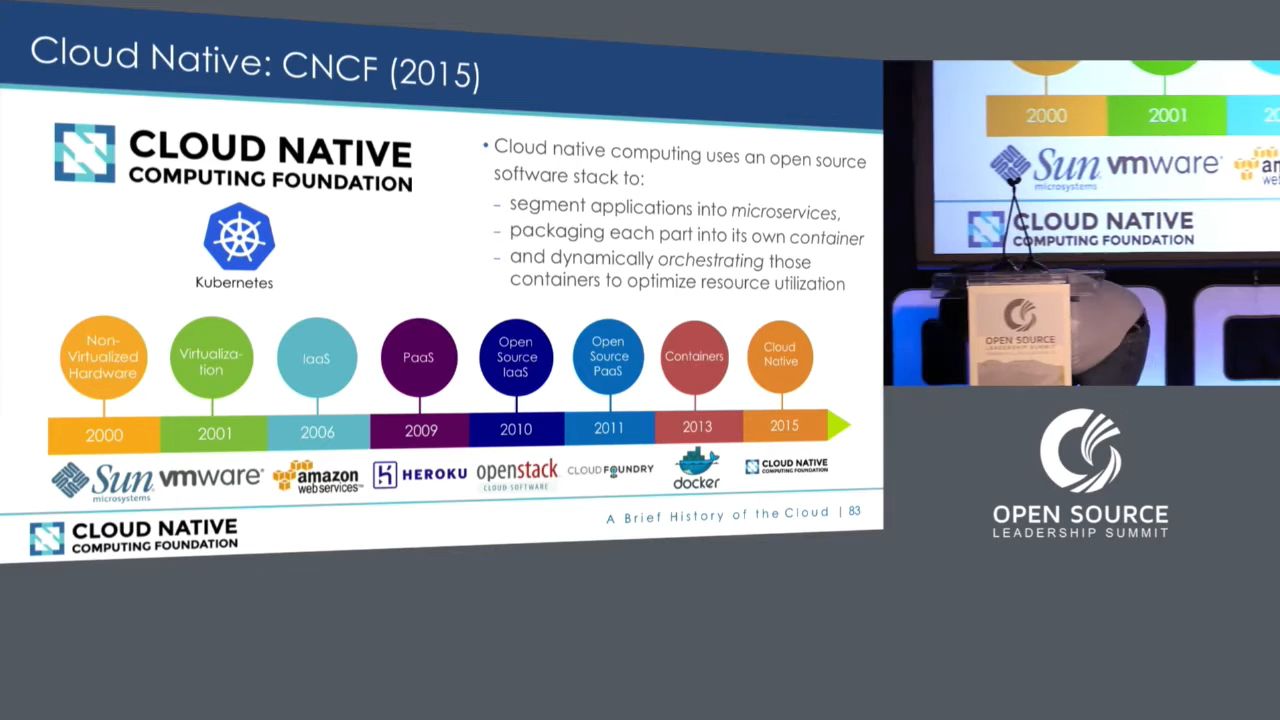 Cloud Native: CNCF (2015)
CLOUD NATIVE
COMPUTING FOUNDATION
Kubernetes
• Cloud native computing uses an open source
software stack to:
– segment applications into microservices,
– packaging each part into its own container
– and dynamically orchestrating those
containers to optimize resource utilization
Non-
Virtualized
Hardware
Virtualiza-
tion
IaaS
PaaS
Open
Source
IaaS
Open
Source
PaaS
Containers
Cloud
Native
2000 2001 2006 2009 2010 2011 2013 2015
Sun
microsystems
vmware®
amazon
webservices™
HEROKU
openstack
CLOUD SOFTWARE
CLOUD FOUNDRY
docker
CLOUD NATIVE
COMPUTING FOUNDATION
CLOUD NATIVE
COMPUTING FOUNDATION
A Brief History of the Cloud | 83
2000 2001
Sun
microsystems
vmware®
CLOUD NATIVE
COMPUTING FOUNDATION
OPEN SOURCE
LEADERSHIP SUMMIT
OPEN SOURCE
LEADERSHIP SUMMIT